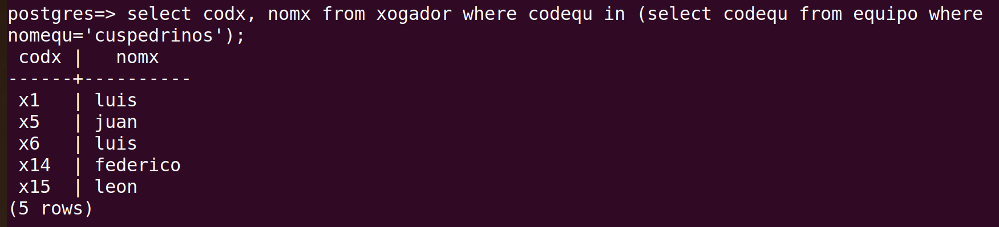 postgres=> select codx, nomx from xogador where codequ in (select codequ from equipo where
nomequ='cuspedrinos');
 codx |   nomx
------+----------
 x1   | luis
 x5   | juan
 x6   | luis
 x14  | federico
 x15  | leon
(5 rows)